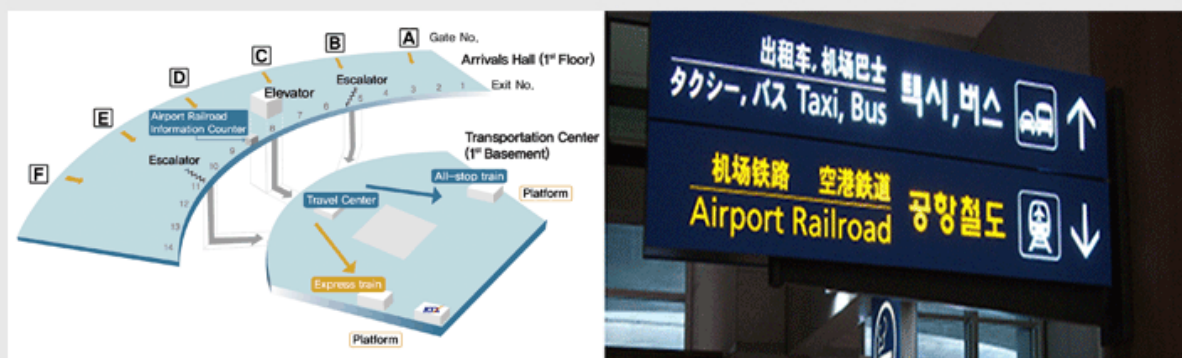 A
Gate No.
B
C
Arrivals Hall (1st Floor)
D
Escalator
Exit No.
Elevator
1
2
3
4
5
6
7
8
9
10
11
12
13
14
E
Airport Railroad
Information Counter
Escalator
F
Transportation Center
(1st Basement)
All-stop train
Platform
Travel Center
Express train
Platform
出租车, 机场巴士
タクシー, バス Taxi, Bus
택시, 버스
机场铁路 空港鉄道
Airport Railroad
공항철도